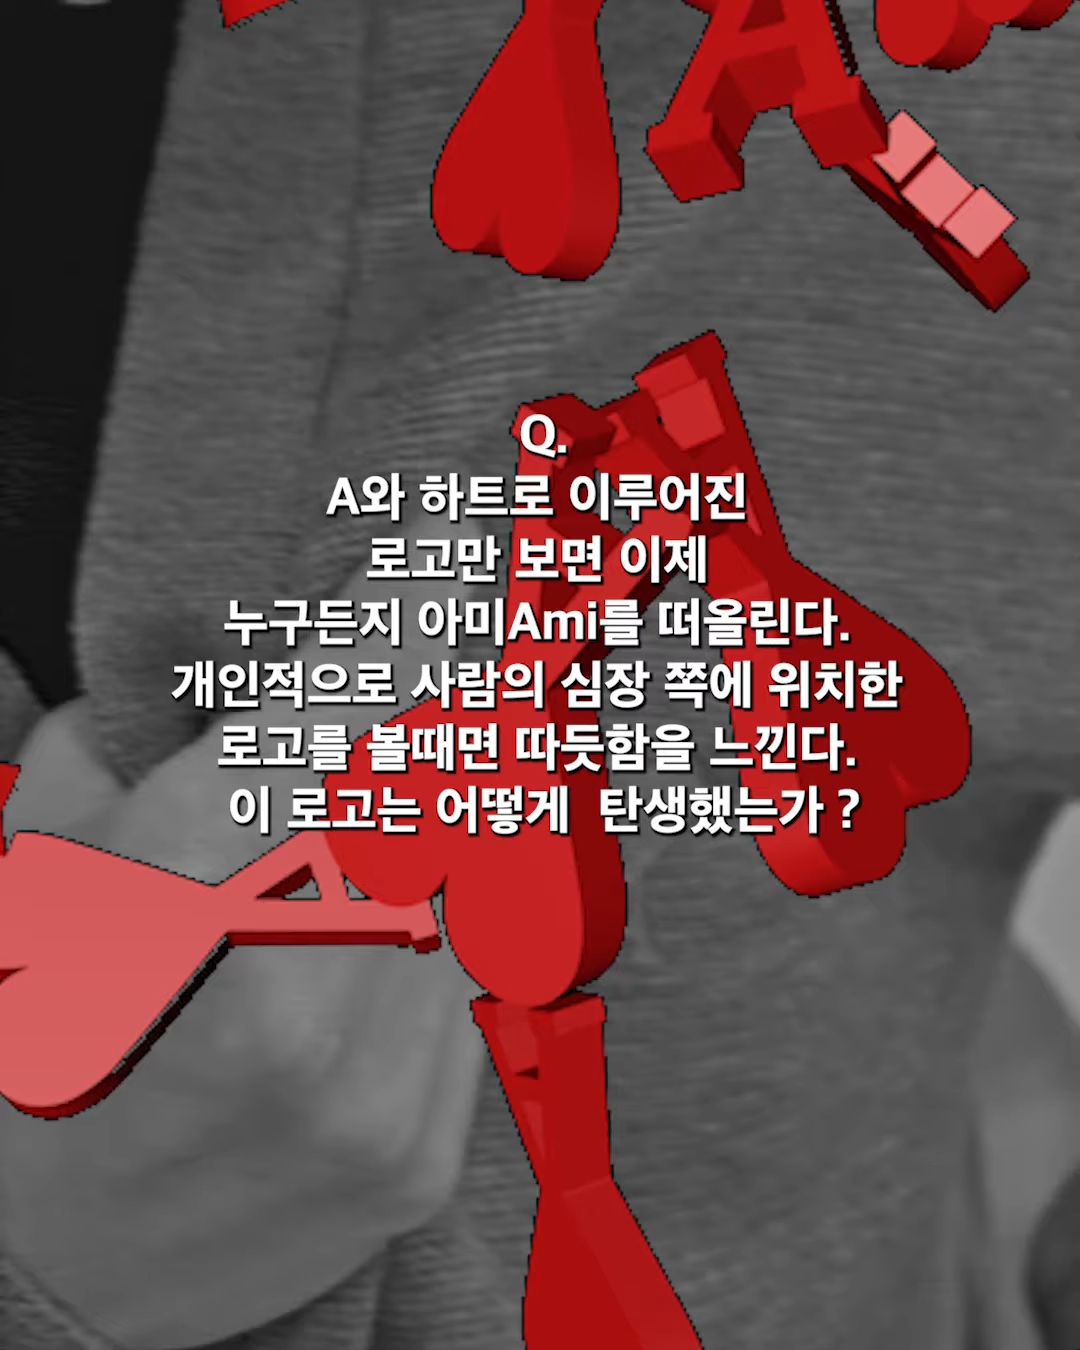 Q.
A와 하트로 이루어진
로고만 보면 이제
누구든지 아미Ami를 떠올린다.
개인적으로 사람의 심장 쪽에 위치한
로고를 볼때면 따듯함을 느낀다.
이 로고는 어떻게 탄생했는가 ?